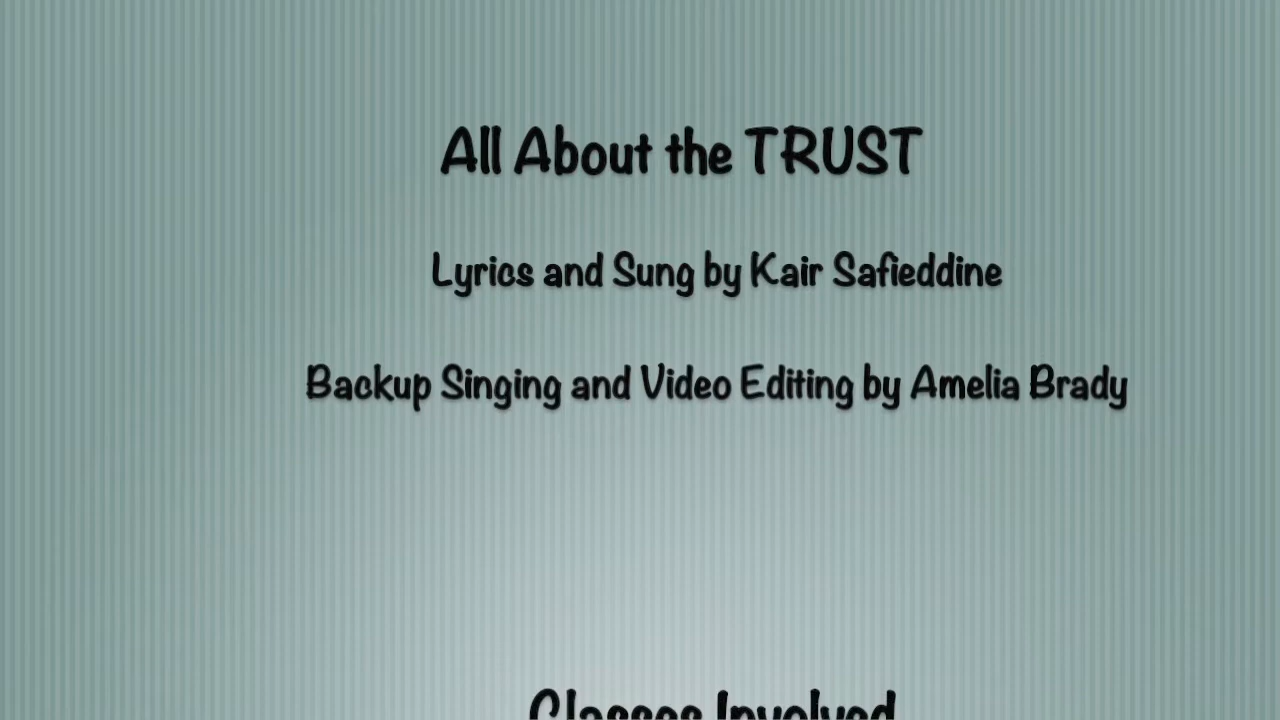 All About the TRUST
Lyrics and Sung by Kair Safieddine
Backup Singing and Video Editing by Amelia Brady
Classes Involved